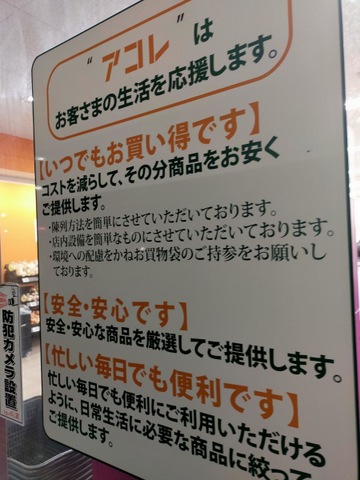 “アコレ”は
お客さまの生活を応援します。
【いつでもお買い得です】
コストを減らして、その分商品をお安く
ご提供します。
・陳列方法を簡単にさせていただいております。
・店内設備を簡単なものにさせていただいております。
・環境への配慮をかねお買物袋のご持参をお願いし
ております。
【安全・安心です】
安全・安心な商品を厳選してご提供します。
【忙しい毎日でも便利です】
忙しい毎日でも便利にご利用いただける
ように、日常生活に必要な商品に絞って
ご提供します。
防犯カメラ設置